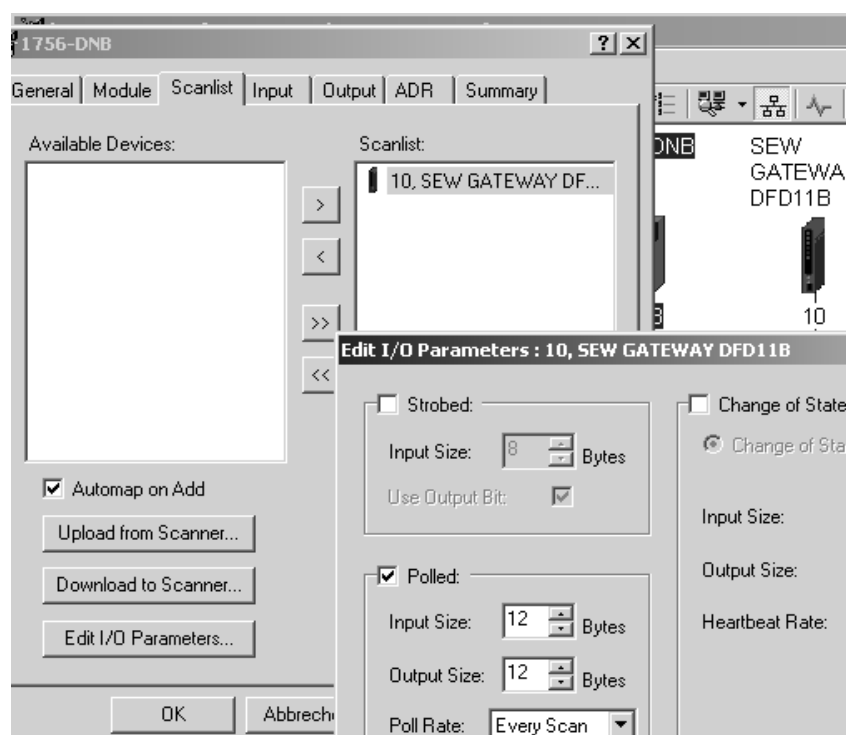 1756-DNB
General Module Scanlist Input Output ADR Summary
Available Devices:
Scanlist:
10, SEW GATEWAY DF...
>
<
>>
<<
Automap on Add
Upload from Scanner...
Download to Scanner...
Edit I/O Parameters...
OK Abbreche
DNB
SEW
GATEWA
DFD11B
10
Edit I/O Parameters : 10, SEW GATEWAY DFD11B
Strobed:
Input Size: 8 Bytes
Use Output Bit:
Polled:
Input Size: 12 Bytes
Output Size: 12 Bytes
Poll Rate: Every Scan
Change of State
Change of Sta
Input Size:
Output Size:
Heartbeat Rate: